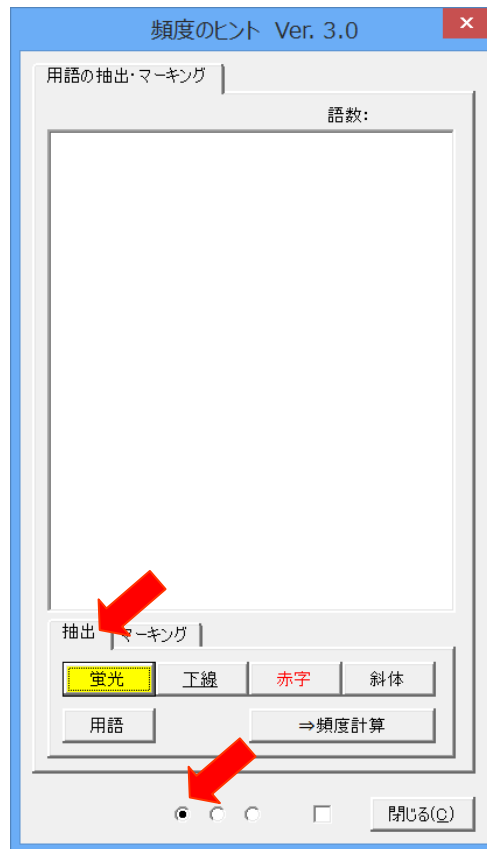 頻度のヒント Ver. 3.0
用語の抽出･マーキング
語数:
抽出 マーキング
蛍光 下線 赤字 斜体
用語 ⇒頻度計算
閉じる(C)